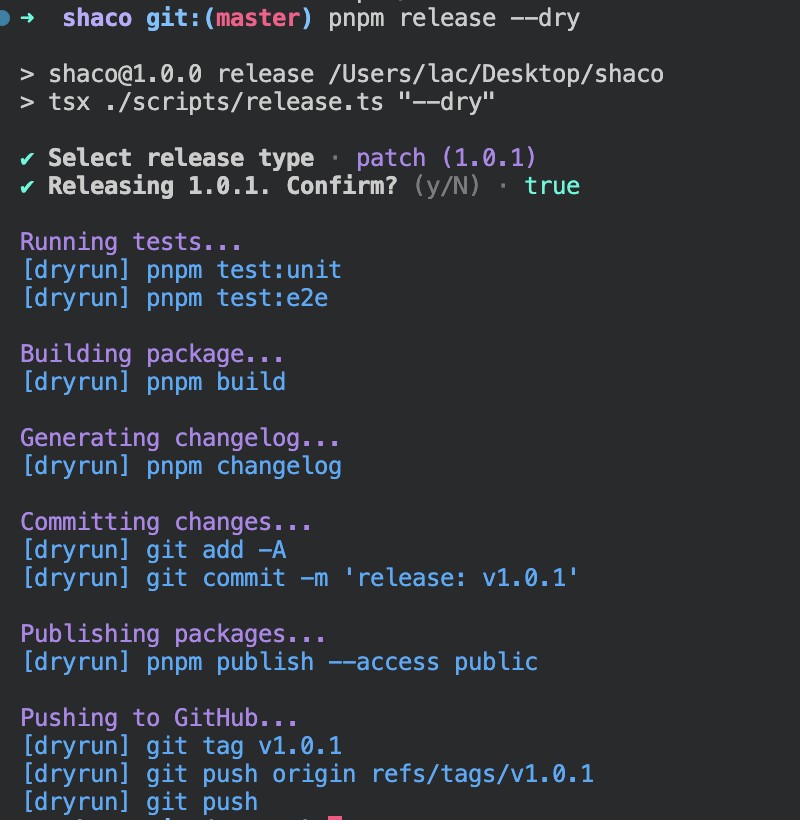 ➜ shaco git:(master) pnpm release --dry
> shaco@1.0.0 release /Users/lac/Desktop/shaco
> tsx ./scripts/release.ts "--dry"
✔ Select release type · patch (1.0.1)
✔ Releasing 1.0.1. Confirm? (y/N) · true
Running tests...
[dryrun] pnpm test:unit
[dryrun] pnpm test:e2e
Building package...
[dryrun] pnpm build
Generating changelog...
[dryrun] pnpm changelog
Committing changes...
[dryrun] git add -A
[dryrun] git commit -m 'release: v1.0.1'
Publishing packages...
[dryrun] pnpm publish --access public
Pushing to GitHub...
[dryrun] git tag v1.0.1
[dryrun] git push origin refs/tags/v1.0.1
[dryrun] git push